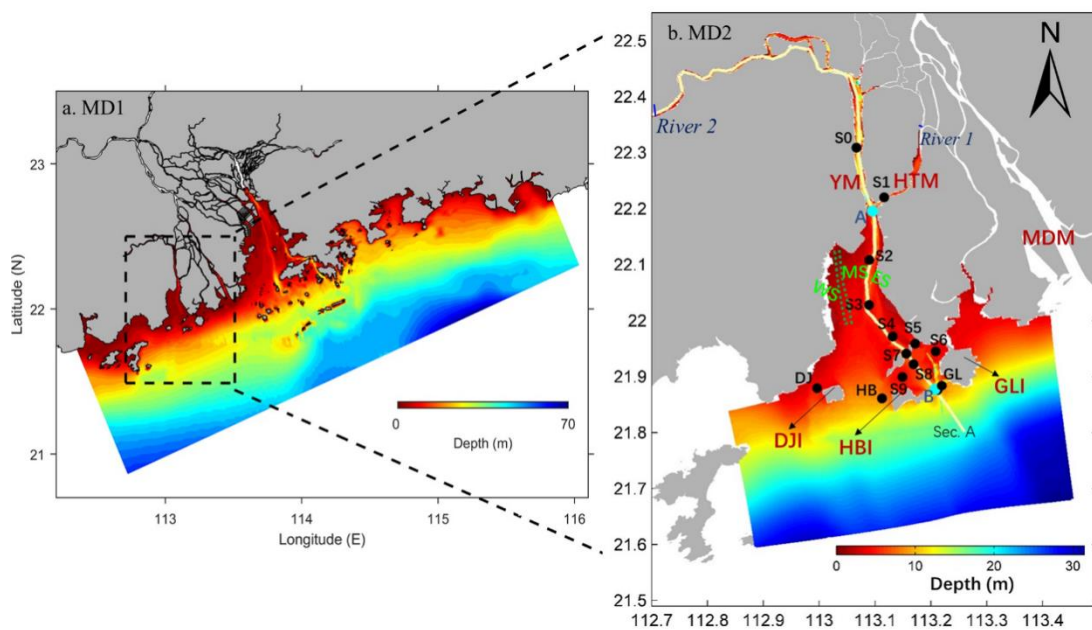 a. MD1
Latitude (N)
23
22
21
0
70
Depth (m)
113
114
115
116
Longitude (E)
b. MD2
N
22.5
22.4
22.3
22.2
22.1
22
21.9
21.8
21.7
21.6
21.5
River 2
River 1
S0
YM
S1
HTM
A
MDM
S2
WS
MS
ES
S3
S4
S5
S7
S6
S8
DJ
HB
S9
GL
B
GLI
DJI
HBI
Sec. A
0
10
20
30
Depth (m)
112.7
112.8
112.9
113
113.1
113.2
113.3
113.4